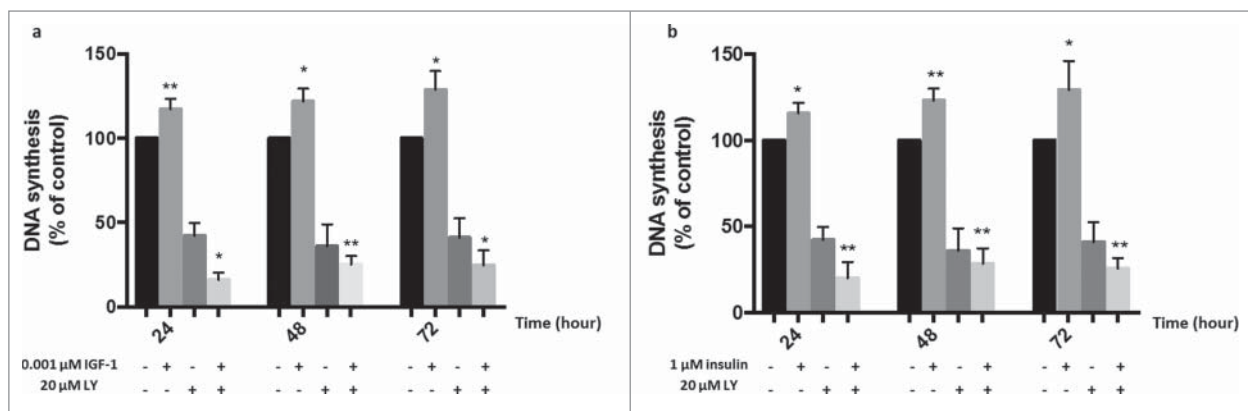 a
DNA synthesis
(% of control)
150
100
50
0
** * * * ** *
24 48 72
Time (hour)
0.001 µM IGF-1 - + - + - + - + - + - +
20 µM LY - - + + - - + + - - + +
b
DNA synthesis
(% of control)
150
100
50
0
* ** ** ** * **
24 48 72
Time (hour)
1 µM insulin - + - + - + - + - + - +
20 µM LY - - + + - - + + - - + +